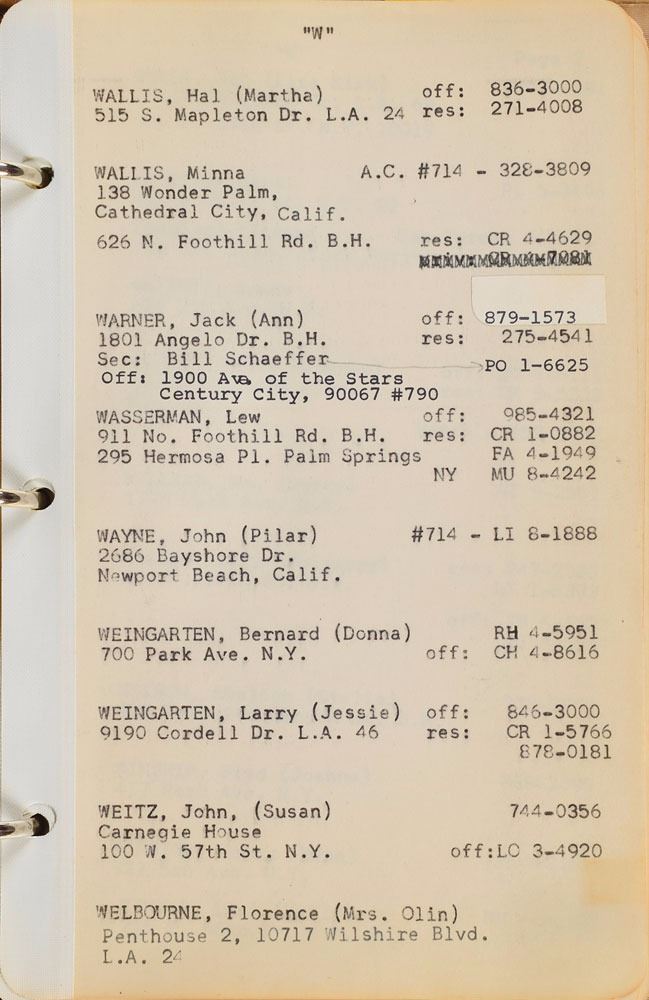 "W"
WALLIS, Hal (Martha) off: 836-3000
515 S. Mapleton Dr. L.A. 24 res: 271-4008
WALLIS, Minna A.C. #714 - 328-3809
138 Wonder Palm,
Cathedral City, Calif.
626 N. Foothill Rd. B.H. res: CR 4-4629
WARNER, Jack (Ann) off: 879-1573
1801 Angelo Dr. B.H. res: 275-4541
Sec: Bill Schaeffer PO 1-6625
Off: 1900 Ave of the Stars
Century City, 90067 #790
WASSERMAN, Lew off: 985-4321
911 No. Foothill Rd. B.H. res: CR 1-0882
295 Hermosa Pl. Palm Springs FA 4-1949
NY MU 8-4242
WAYNE, John (Pilar) #714 - LI 8-1888
2686 Bayshore Dr.
Newport Beach, Calif.
WEINGARTEN, Bernard (Donna) RH 4-5951
700 Park Ave. N.Y. off: CH 4-8616
WEINGARTEN, Larry (Jessie) off: 846-3000
9190 Cordell Dr. L.A. 46 res: CR 1-5766
878-0181
WEITZ, John, (Susan) 744-0356
Carnegie House
100 W. 57th St. N.Y. off:LO 3-4920
WELBOURNE, Florence (Mrs. Olin)
Penthouse 2, 10717 Wilshire Blvd.
L.A. 24